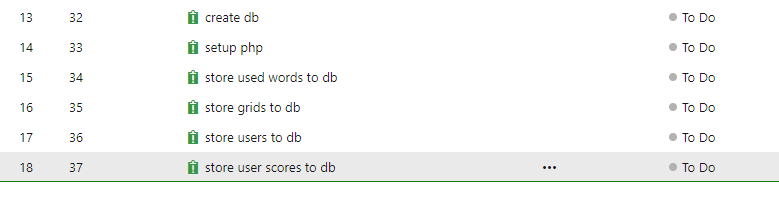 13 32 create db To Do
14 33 setup php To Do
15 34 store used words to db To Do
16 35 store grids to db To Do
17 36 store users to db To Do
18 37 store user scores to db ••• To Do